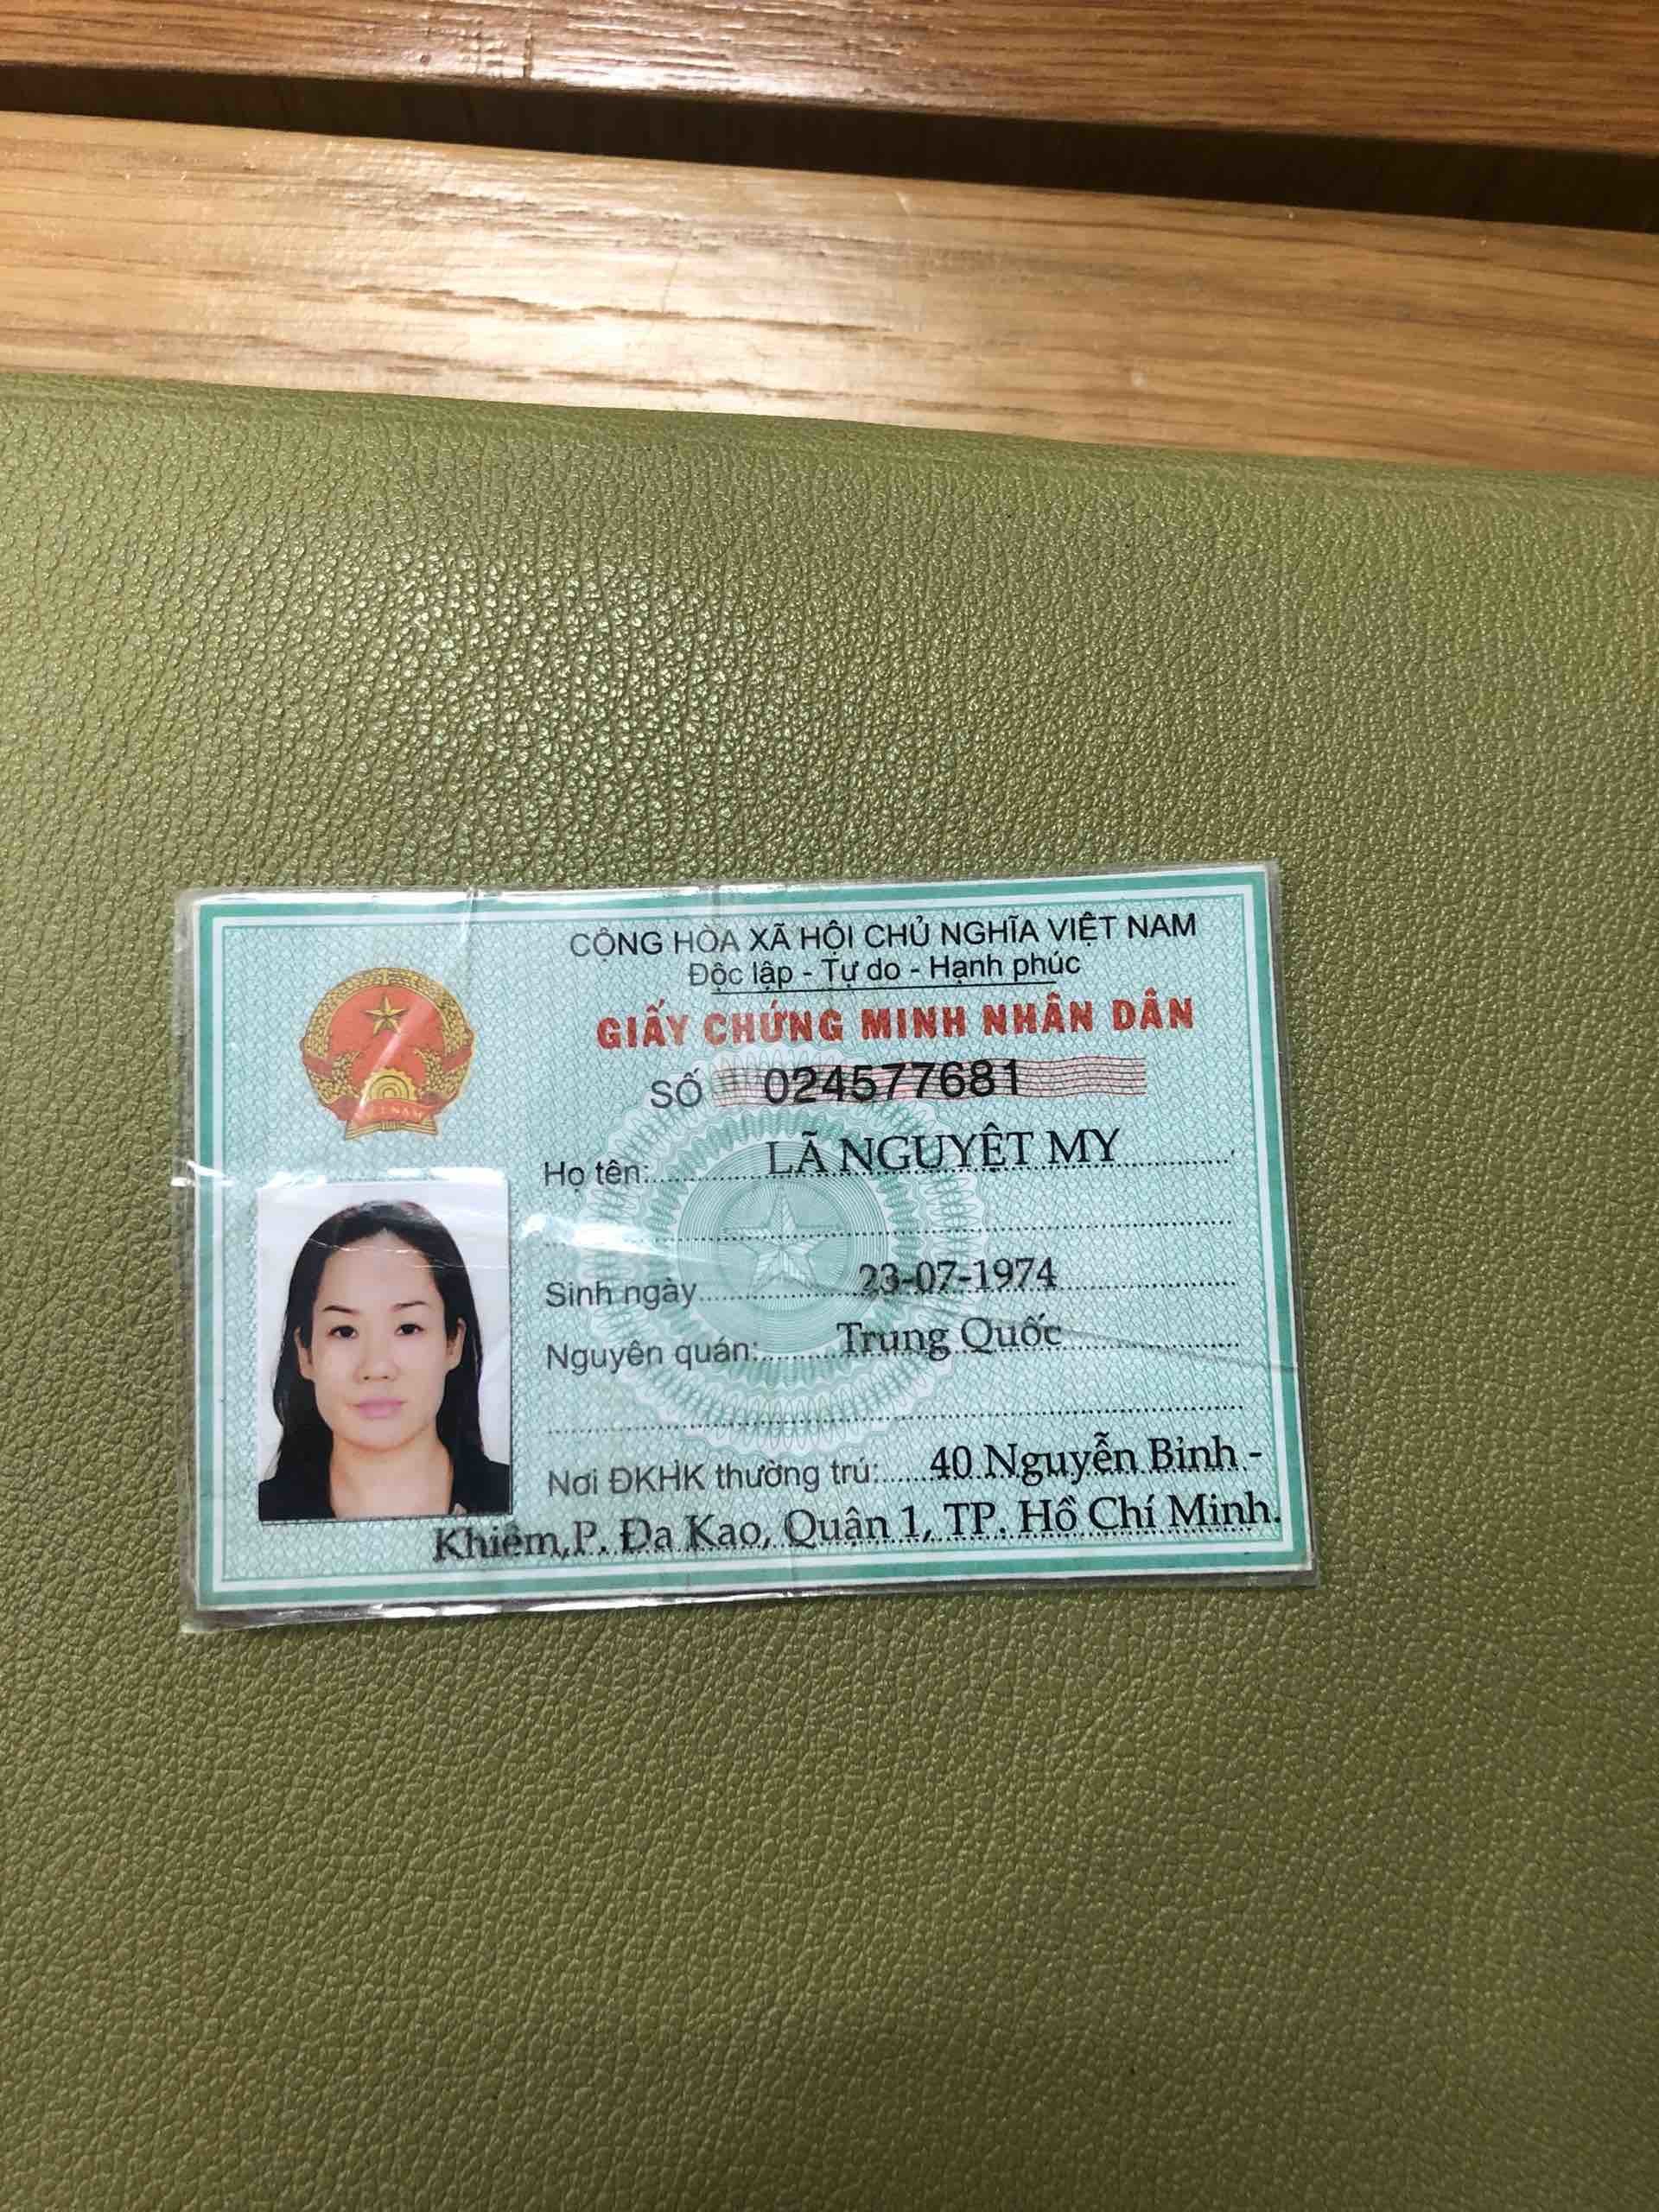 CỘNG HÒA XÃ HỘI CHỦ NGHĨA VIỆT NAM
Độc lập - Tự do - Hạnh phúc
GIẤY CHỨNG MINH NHÂN DÂN
SỐ 024577681
Họ tên: LÃ NGUYỆT MY
Sinh ngày 23-07-1974
Nguyên quán: Trung Quốc
Nơi ĐKHK thường trú: 40 Nguyễn Bỉnh -
Khiêm,P. Đa Kao, Quận 1, TP. Hồ Chí Minh.
VIỆT NAM